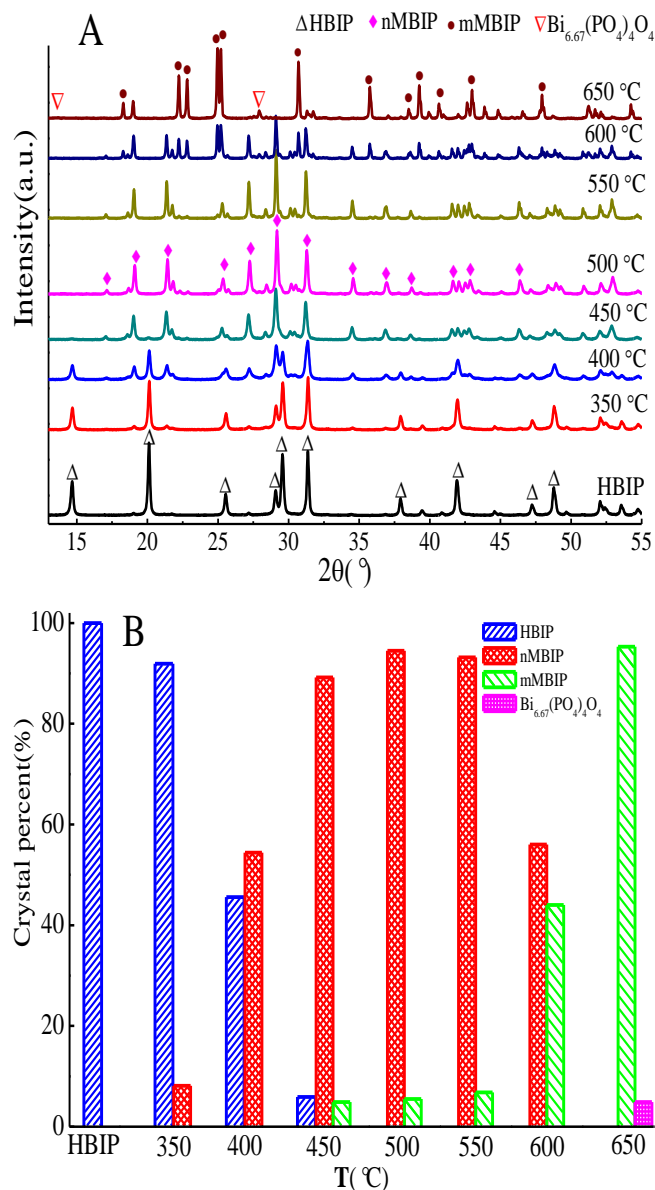 A
△HBIP ◆nMBIP ●mMBIP ▽Bi6.67(PO4)4O4
Intensity(a.u.)
650 °C
600 °C
550 °C
500 °C
450 °C
400 °C
350 °C
HBIP
15 20 25 30 35 40 45 50 55
2θ(°)
B
HBIP
nMBIP
mMBIP
Bi6.67(PO4)4O4
Crystal percent(%)
100
80
60
40
20
0
HBIP 350 400 450 500 550 600 650
T(℃)